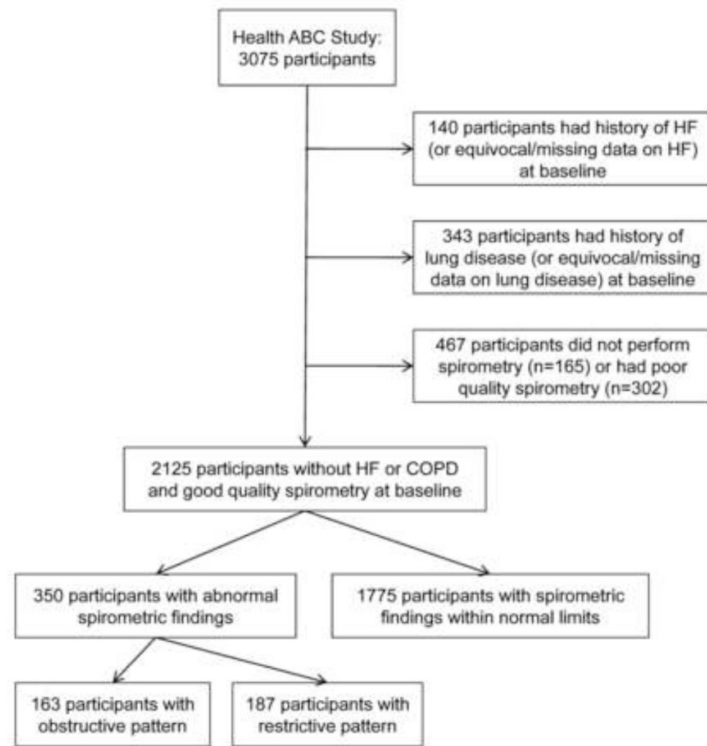 Health ABC Study:
3075 participants
140 participants had history of HF
(or equivocal/missing data on HF)
at baseline
343 participants had history of
lung disease (or equivocal/missing
data on lung disease) at baseline
467 participants did not perform
spirometry (n=165) or had poor
quality spirometry (n=302)
2125 participants without HF or COPD
and good quality spirometry at baseline
350 participants with abnormal
spirometric findings
1775 participants with spirometric
findings within normal limits
163 participants with
obstructive pattern
187 participants with
restrictive pattern